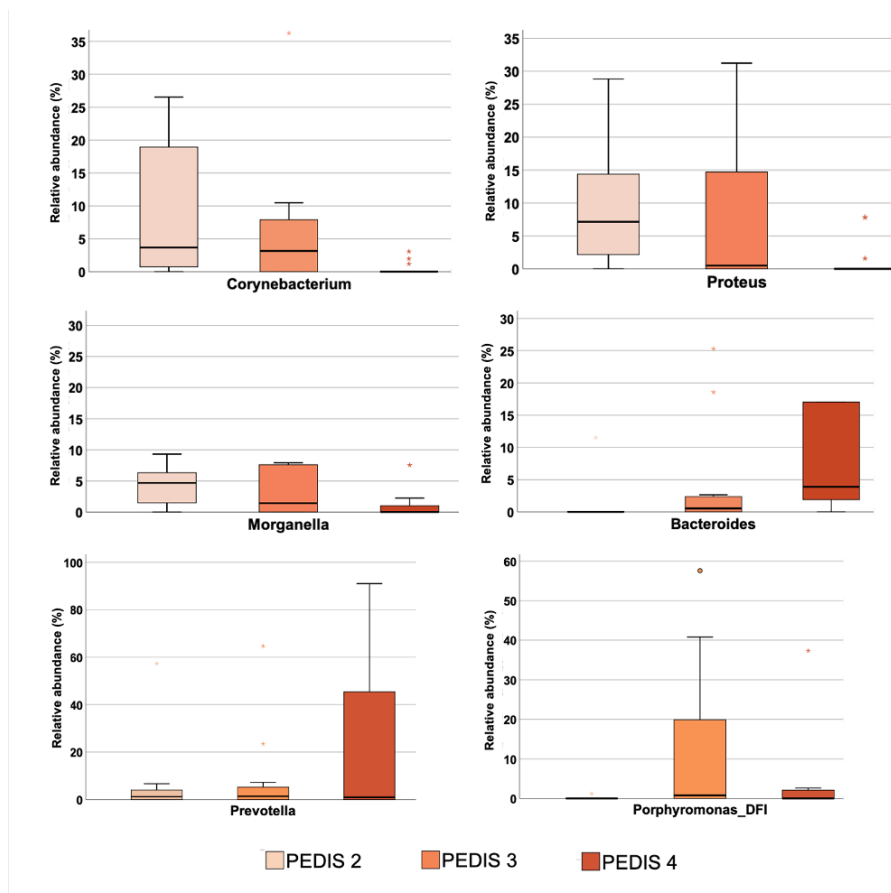 Relative abundance (%)
35
30
25
20
15
10
5
0
Corynebacterium
Relative abundance (%)
35
30
25
20
15
10
5
0
Proteus
Relative abundance (%)
30
25
20
15
10
5
0
Morganella
Relative abundance (%)
30
25
20
15
10
5
0
Bacteroides
Relative abundance (%)
100
80
60
40
20
0
Prevotella
Relative abundance (%)
60
50
40
30
20
10
0
Porphyromonas_DFI
PEDIS 2
PEDIS 3
PEDIS 4